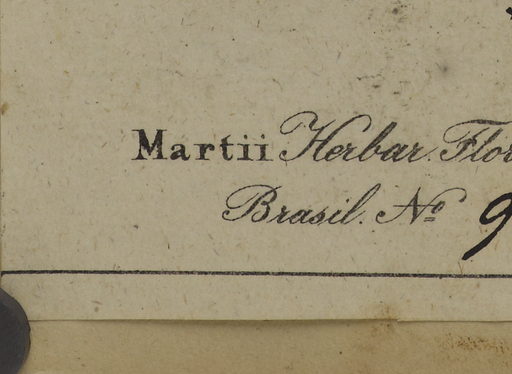 Martii Herbar. Flor
Brasil. No 9